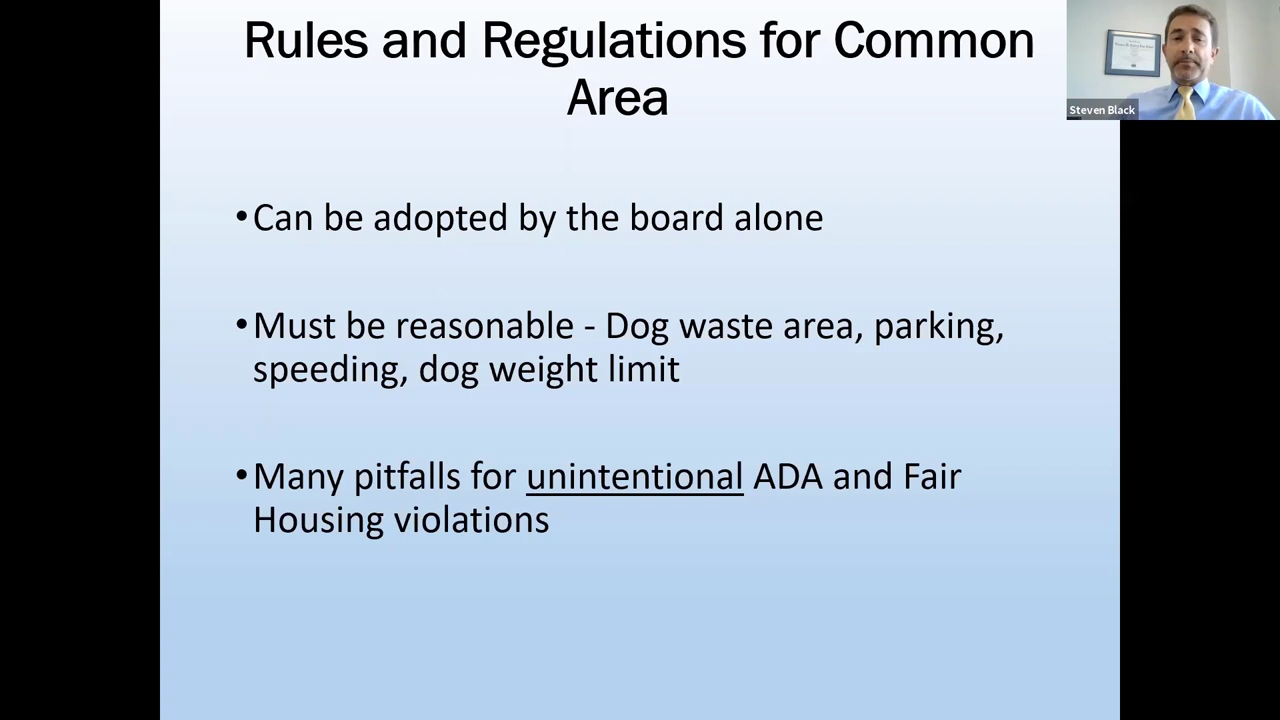 Rules and Regulations for Common
Area
Steven Black
•Can be adopted by the board alone
•Must be reasonable - Dog waste area, parking,
speeding, dog weight limit
•Many pitfalls for unintentional ADA and Fair
Housing violations